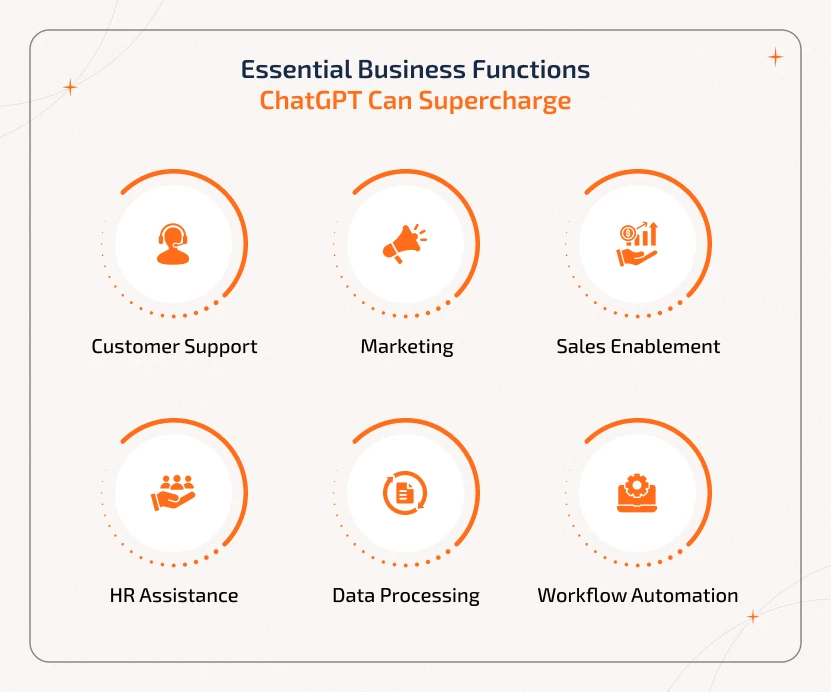 Essential Business Functions
ChatGPT Can Supercharge
Customer Support
Marketing
Sales Enablement
HR Assistance
Data Processing
Workflow Automation